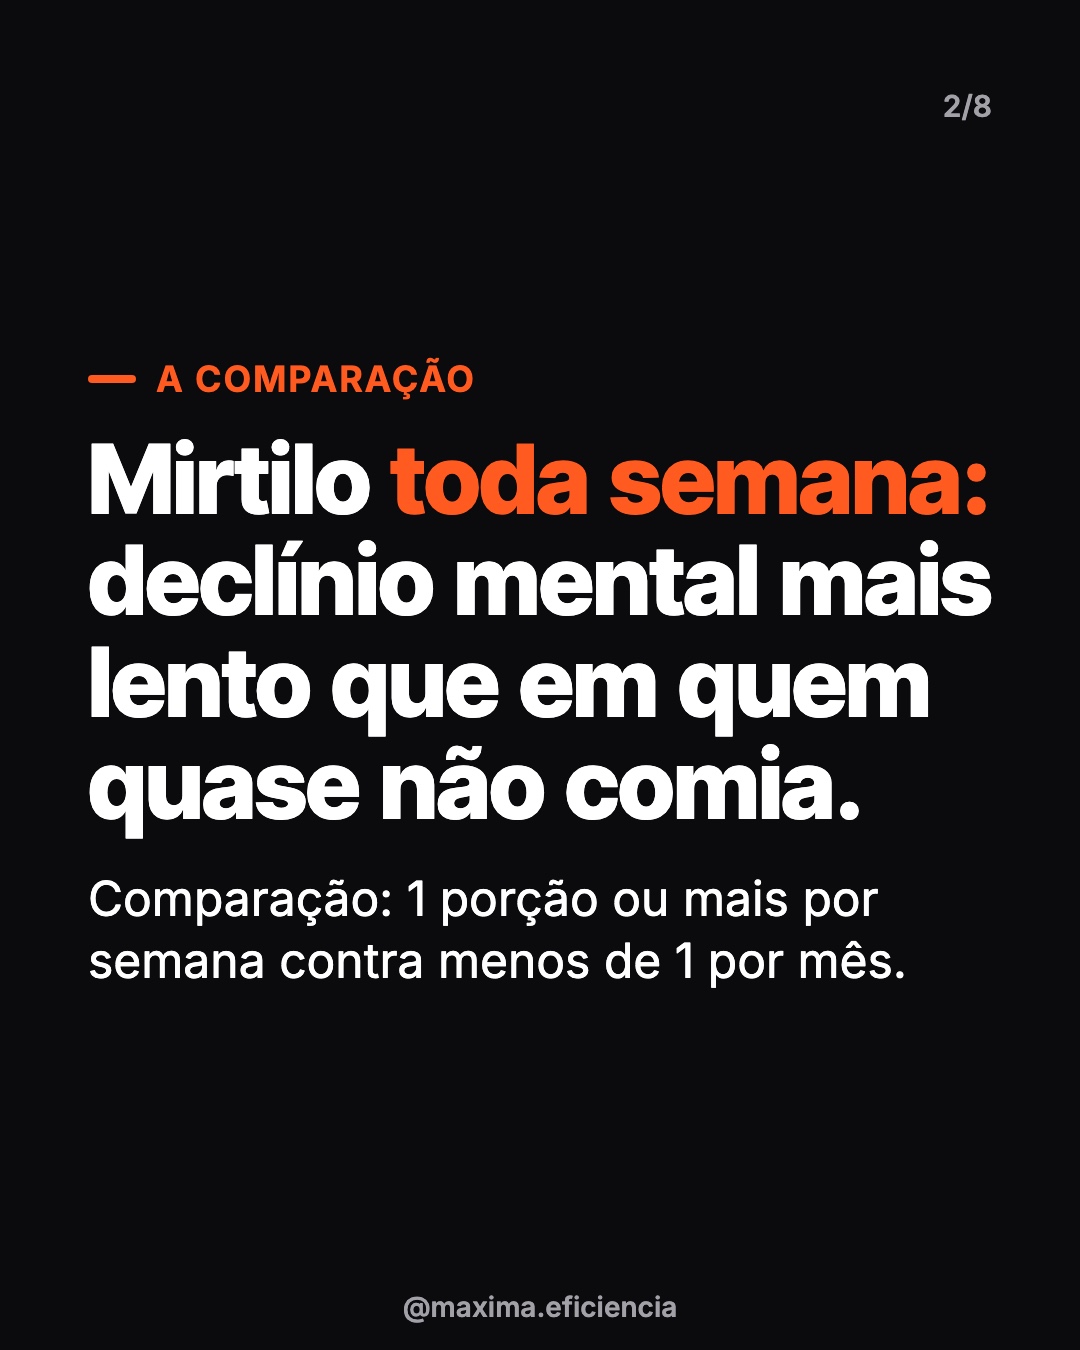 2/8
A COMPARAÇÃO
Mirtilo toda semana:
declínio mental mais
lento que em quem
quase não comia.
Comparação: 1 porção ou mais por
semana contra menos de 1 por mês.
@maxima.eficiencia